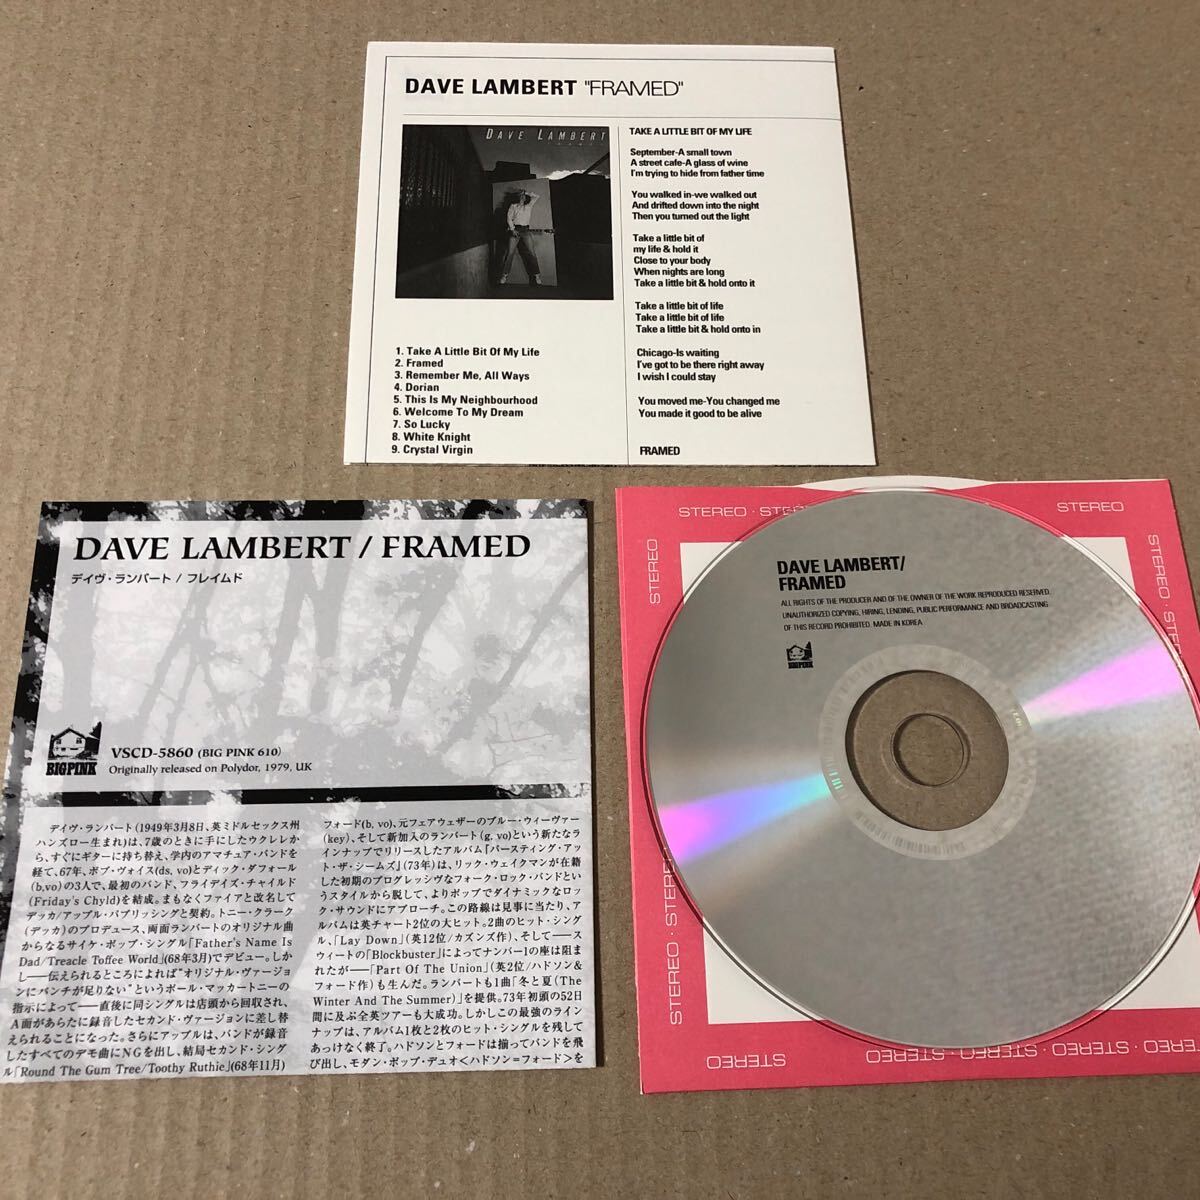 DAVE LAMBERT "FRAMED"
DAVE LAMBERT
1. Take A Little Bit Of My Life
2. Framed
3. Remember Me, All Ways
4. Dorian
5. This Is My Neighbourhood
6. Welcome To My Dream
7. So Lucky
8. White Knight
9. Crystal Virgin
TAKE A LITTLE BIT OF MY LIFE
September-A small town
A street cafe-A glass of wine
I'm trying to hide from father time
You walked in-we walked out
And drifted down into the night
Then you turned out the light
Take a little bit of
my life & hold it
Close to your body
When nights are long
Take a little bit & hold onto it
Take a little bit of life
Take a little bit of life
Take a little bit & hold onto in
Chicago-Is waiting
I've got to be there right away
I wish I could stay
You moved me-You changed me
You made it good to be alive
FRAMED
DAVE LAMBERT / FRAMED
デイヴ・ランバート / フレイムド
BIG PINK
VSCD-5860 (BIG PINK 610)
Originally released on Polydor, 1979, UK
デイヴ・ランバート(1949年3月8日、英ミドルセックス州
ハンズロー生まれ)は、7歳のときに手にしたウクレレか
ら、すぐにギターに持ち替え、学内のアマチュア・バンドを
経て、67年、ボブ・ヴォイス(ds, vo)とディック・ダフォール
(b,vo)の3人で、最初のバンド、フライデイズ・チャイルド
(Friday's Chyld)を結成。まもなくファイアと改名して
デッカ/アップル・パブリッシングと契約。トニー・クラーク
(デッカ)のプロデュース、両面ランバートのオリジナル曲
からなるサイケ・ポップ・シングル「Father's Name Is
Dad/Treacle Toffee World」(68年3月)でデビュー。しか
し――伝えられるところによれば"オリジナル・ヴァージョ
ンにパンチが足りない"というポール・マッカートニーの
指示によって――直後に同シングルは店頭から回収され、
A面があらたに録音したセカンド・ヴァージョンに差し替
えられることになった。さらにアップルは、バンドが録音
したすべてのデモ曲にNGを出し、結局セカンド・シング
ル「Round The Gum Tree/Toothy Ruthie」(68年11月)
フォード(b, vo)、元フェアウェザーのブルー・ウィーヴァー
(key)、そして新加入のランバート(g, vo)という新たなラ
インナップでリリースしたアルバム『バースティング・アッ
ト・ザ・シームズ』(73年)は、リック・ウェイクマンが在籍
した初期のプログレッシヴなフォーク・ロック・バンドとい
うスタイルから脱して、よりポップでダイナミックなロッ
ク・サウンドにアプローチ。この路線は見事に当たり、ア
ルバムは英チャート2位の大ヒット。2曲のヒット・シング
ル、「Lay Down」(英12位/カズンズ作)、そして――ス
ウィートの「Blockbuster」によってナンバー1の座は阻ま
れたが――「Part Of The Union」(英2位/ハドソン&
フォード作)も生んだ。ランバートも1曲「冬と夏(The
Winter And The Summer)」を提供。73年初頭の52日
間に及ぶ全英ツアーも大成功。しかしこの最強のライ
ンナップは、アルバム1枚と2枚のヒット・シングルを残して
あっけなく終了。ハドソンとフォードは揃ってバンドを飛
び出し、モダン・ポップ・デュオ<ハドソン=フォード>を
DAVE LAMBERT/
FRAMED
ALL RIGHTS OF THE PRODUCER AND OF THE OWNER OF THE WORK REPRODUCED RESERVED.
UNAUTHORIZED COPYING, HIRING, LENDING, PUBLIC PERFORMANCE AND BROADCASTING
OF THIS RECORD PROHIBITED. MADE IN KOREA
BIG PINK
STEREO · STEREO
STEREO
STEREO
STEREO
STEREO · STEREO
STEREO
STEREO · STEREO · STEREO